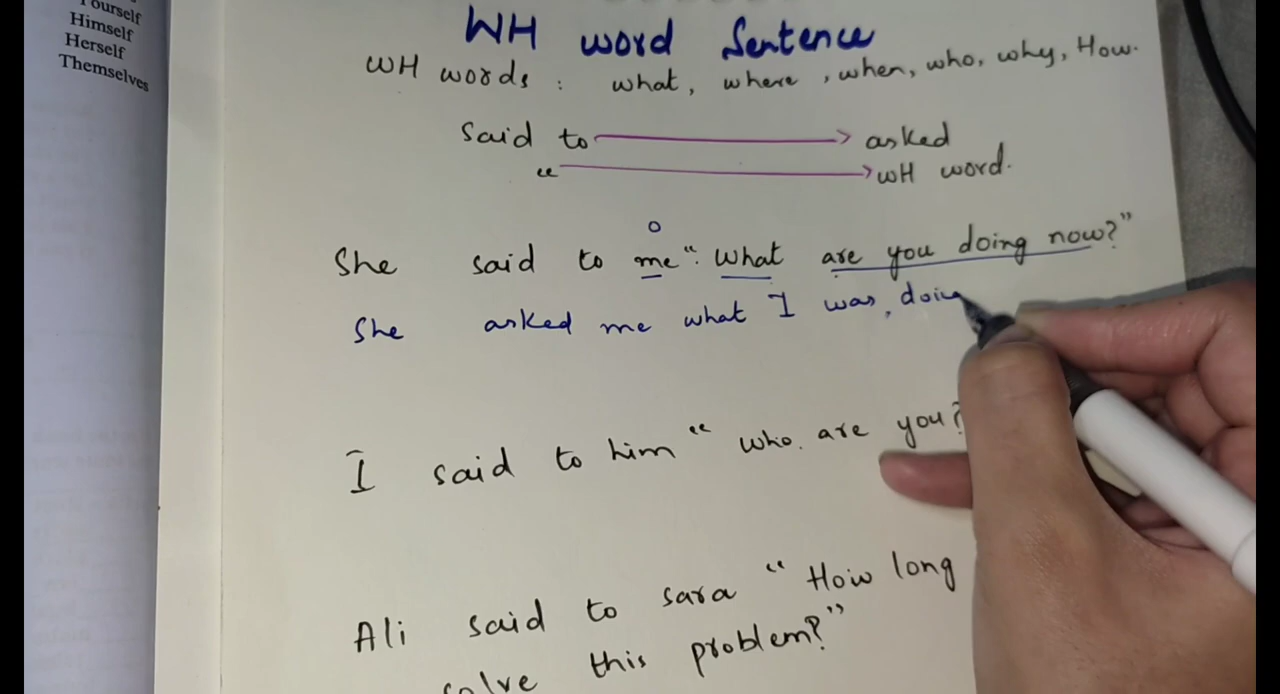 Yourself
Himself
Herself
Themselves
WH word Sentence
WH words : what, where, when, who, why, How.
Said to → asked
“ → WH word.
o
She said to me “ What are you doing now?”
She asked me what I was, doing
I said to him “ who are you?
Ali said to sara “ How long
solve this problem?”